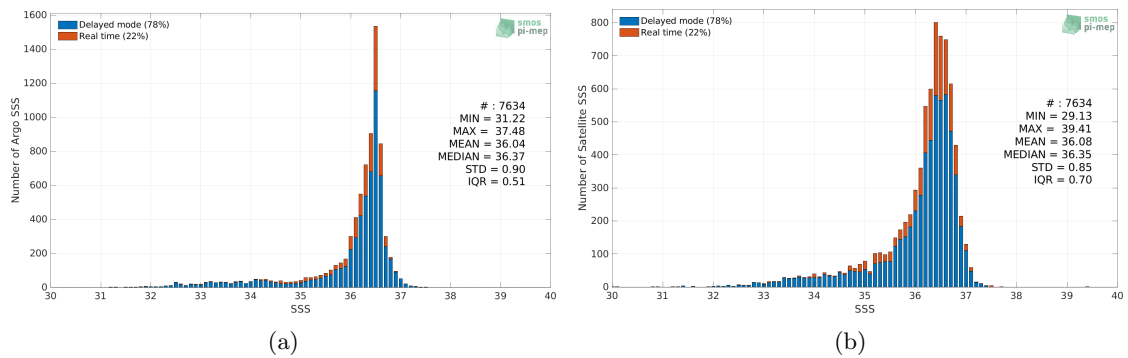 Delayed mode (78%)
Real time (22%)
smos
pi-mep
# : 7634
MIN = 31.22
MAX = 37.48
MEAN = 36.04
MEDIAN = 36.37
STD = 0.90
IQR = 0.51
Number of Argo SSS
1600
1400
1200
1000
800
600
400
200
0
30 31 32 33 34 35 36 37 38 39 40
SSS
(a)
Delayed mode (78%)
Real time (22%)
smos
pi-mep
# : 7634
MIN = 29.13
MAX = 39.41
MEAN = 36.08
MEDIAN = 36.35
STD = 0.85
IQR = 0.70
Number of Satellite SSS
800
700
600
500
400
300
200
100
0
30 31 32 33 34 35 36 37 38 39 40
SSS
(b)